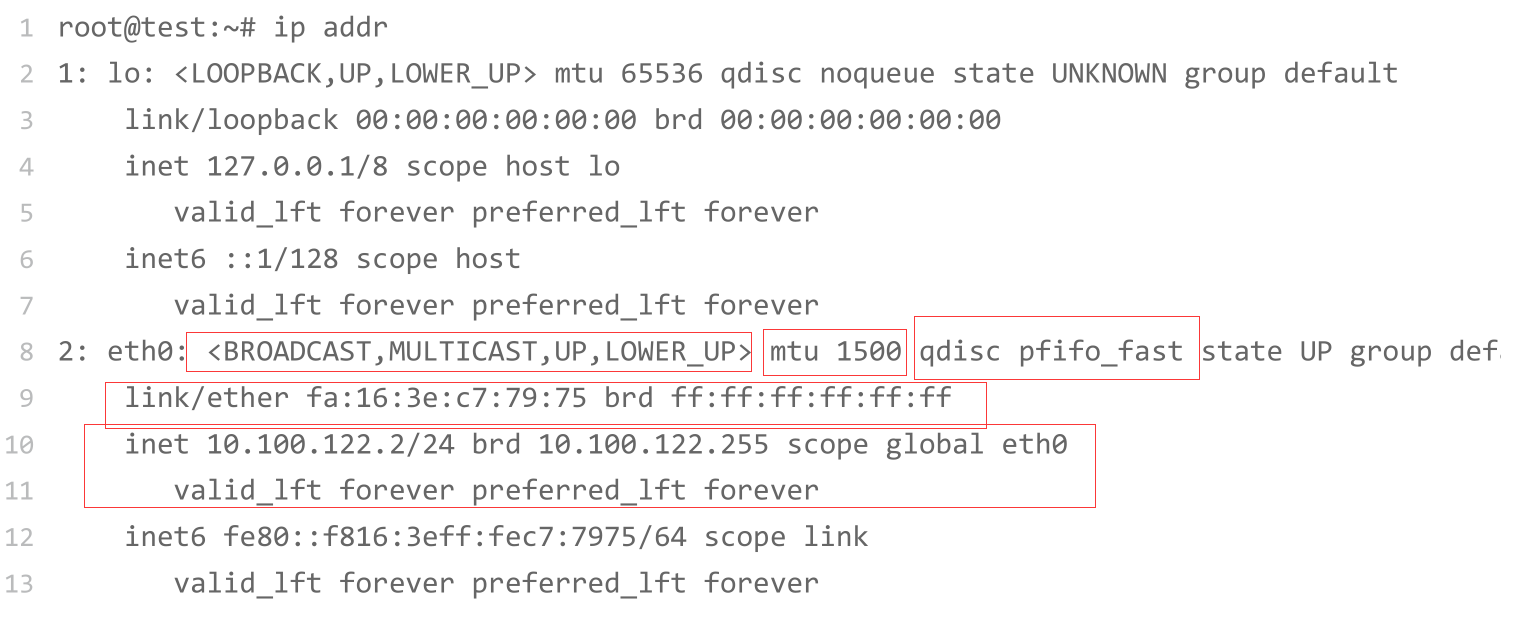 1 root@test:~# ip addr
2 1: lo: <LOOPBACK,UP,LOWER_UP> mtu 65536 qdisc noqueue state UNKNOWN group default
3 link/loopback 00:00:00:00:00:00 brd 00:00:00:00:00:00
4 inet 127.0.0.1/8 scope host lo
5 valid_lft forever preferred_lft forever
6 inet6 ::1/128 scope host
7 valid_lft forever preferred_lft forever
8 2: eth0: <BROADCAST,MULTICAST,UP,LOWER_UP> mtu 1500 qdisc pfifo_fast state UP group
9 link/ether fa:16:3e:c7:79:75 brd ff:ff:ff:ff:ff:ff
10 inet 10.100.122.2/24 brd 10.100.122.255 scope global eth0
11 valid_lft forever preferred_lft forever
12 inet6 fe80::f816:3eff:fec7:7975/64 scope link
13 valid_lft forever preferred_lft forever